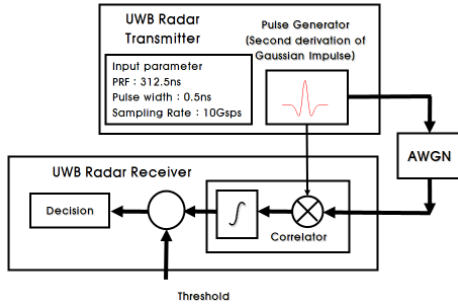 UWB Radar
Transmitter
Pulse Generator
(Second derivation of
Gaussian Impulse)
Input parameter
PRF : 312.5ns
Pulse width : 0.5ns
Sampling Rate : 10Gsps
AWGN
UWB Radar Receiver
Decision
∫
Correlator
Threshold